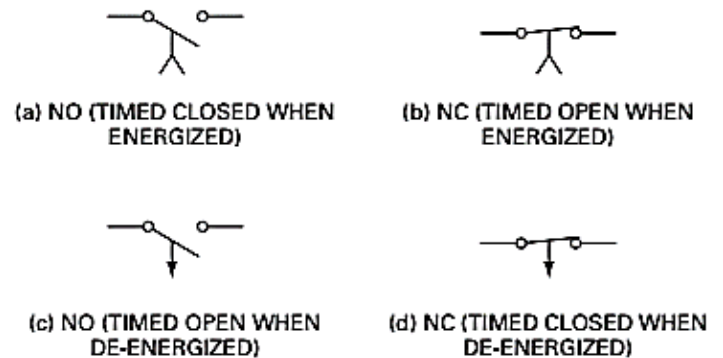 (a) NO (TIMED CLOSED WHEN
ENERGIZED)
(b) NC (TIMED OPEN WHEN
ENERGIZED)
(c) NO (TIMED OPEN WHEN
DE-ENERGIZED)
(d) NC (TIMED CLOSED WHEN
DE-ENERGIZED)